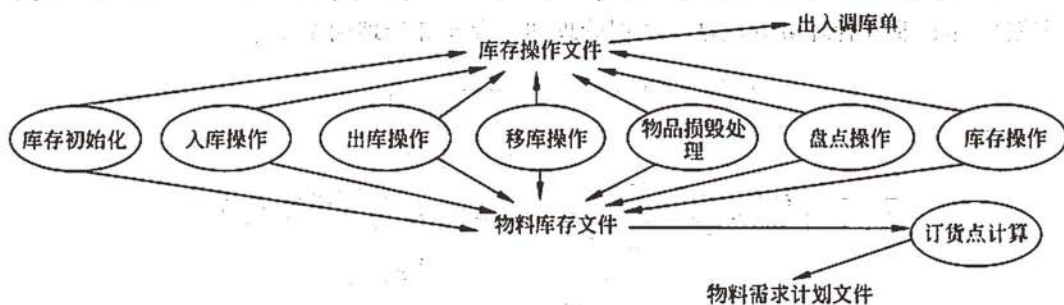 出入调库单
库存操作文件
库存初始化
入库操作
出库操作
移库操作
物品损毁处
理
盘点操作
库存操作
物料库存文件
订货点计算
物料需求计划文件